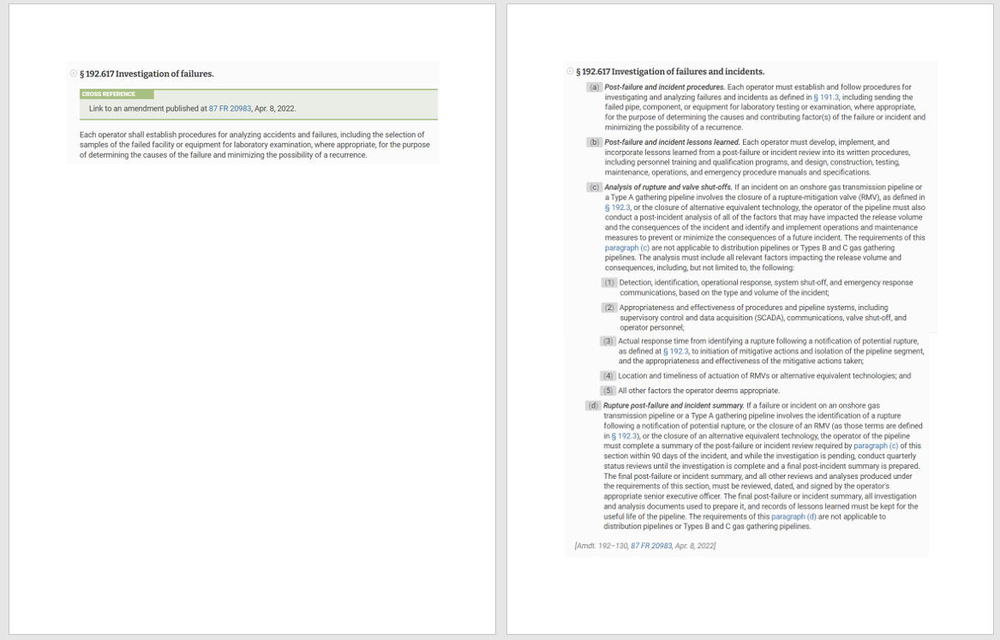 § 192.617 Investigation of failures.
CROSS REFERENCE
Link to an amendment published at 87 FR 20983, Apr. 8, 2022.
Each operator shall establish procedures for analyzing accidents and failures, including the selection of
samples of the failed facility or equipment for laboratory examination, where appropriate, for the purpose
of determining the causes of the failure and minimizing the possibility of a recurrence.
§ 192.617 Investigation of failures and incidents.
(a) Post-failure and incident procedures. Each operator must establish and follow procedures for
investigating and analyzing failures and incidents as defined in § 191.3, including sending the
failed pipe, component, or equipment for laboratory testing or examination, where appropriate,
for the purpose of determining the causes and contributing factor(s) of the failure or incident and
minimizing the possibility of a recurrence.
(b) Post-failure and incident lessons learned. Each operator must develop, implement, and
incorporate lessons learned from a post-failure or incident review into its written procedures,
including personnel training and qualification programs, and design, construction, testing,
maintenance, operations, and emergency procedure manuals and specifications.
(c) Analysis of rupture and valve shut-offs. If an incident on an onshore gas transmission pipeline or
a Type A gathering pipeline involves the closure of a rupture-mitigation valve (RMV), as defined in
§ 192.3, or the closure of alternative equivalent technology, the operator of the pipeline must also
conduct a post-incident analysis of all of the factors that may have impacted the release volume
and the consequences of the incident and identify and implement operations and maintenance
measures to prevent or minimize the consequences of a future incident. The requirements of this
paragraph (c) are not applicable to distribution pipelines or Types B and C gas gathering
pipelines. The analysis must include all relevant factors impacting the release volume and
consequences, including, but not limited to, the following:
(1) Detection, identification, operational response, system shut-off, and emergency response
communications, based on the type and volume of the incident;
(2) Appropriateness and effectiveness of procedures and pipeline systems, including
supervisory control and data acquisition (SCADA), communications, valve shut-off, and
operator personnel;
(3) Actual response time from identifying a rupture following a notification of potential rupture,
as defined at § 192.3, to initiation of mitigative actions and isolation of the pipeline segment,
and the appropriateness and effectiveness of the mitigative actions taken;
(4) Location and timeliness of actuation of RMVs or alternative equivalent technologies; and
(5) All other factors the operator deems appropriate.
(d) Rupture post-failure and incident summary. If a failure or incident on an onshore gas
transmission pipeline or a Type A gathering pipeline involves the identification of a rupture
following a notification of potential rupture, or the closure of an RMV (as those terms are defined
in § 192.3), or the closure of an alternative equivalent technology, the operator of the pipeline
must complete a summary of the post-failure or incident review required by paragraph (c) of this
section within 90 days of the incident, and while the investigation is pending, conduct quarterly
status reviews until the investigation is complete and a final post-incident summary is prepared.
The final post-failure or incident summary, and all other reviews and analyses produced under
the requirements of this section, must be reviewed, dated, and signed by the operator's
appropriate senior executive officer. The final post-failure or incident summary, all investigation
and analysis documents used to prepare it, and records of lessons learned must be kept for the
useful life of the pipeline. The requirements of this paragraph (d) are not applicable to
distribution pipelines or Types B and C gas gathering pipelines.
[Amdt. 192–130, 87 FR 20983, Apr. 8, 2022]